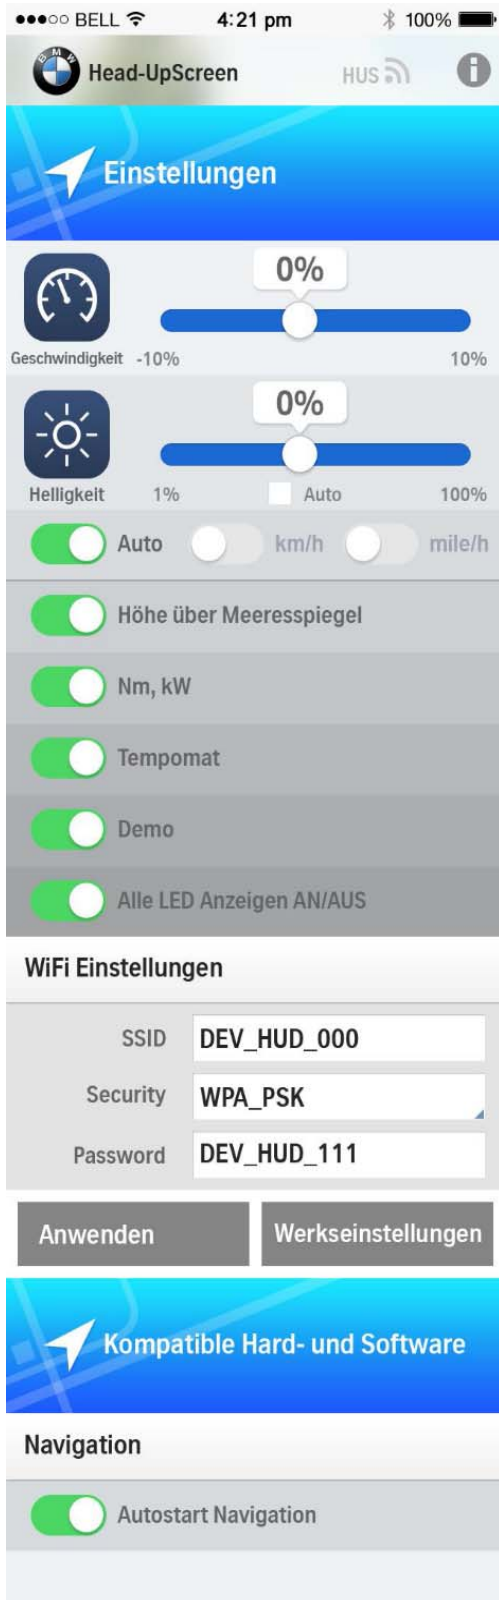 BELL 4:21 pm 100%
BMW Head-UpScreen HUS i
Einstellungen
0%
Geschwindigkeit -10% 10%
0%
Helligkeit 1% Auto 100%
Auto km/h mile/h
Höhe über Meeresspiegel
Nm, kW
Tempomat
Demo
Alle LED Anzeigen AN/AUS
WiFi Einstellungen
SSID DEV_HUD_000
Security WPA_PSK
Password DEV_HUD_111
Anwenden Werkseinstellungen
Kompatible Hard- und Software
Navigation
Autostart Navigation